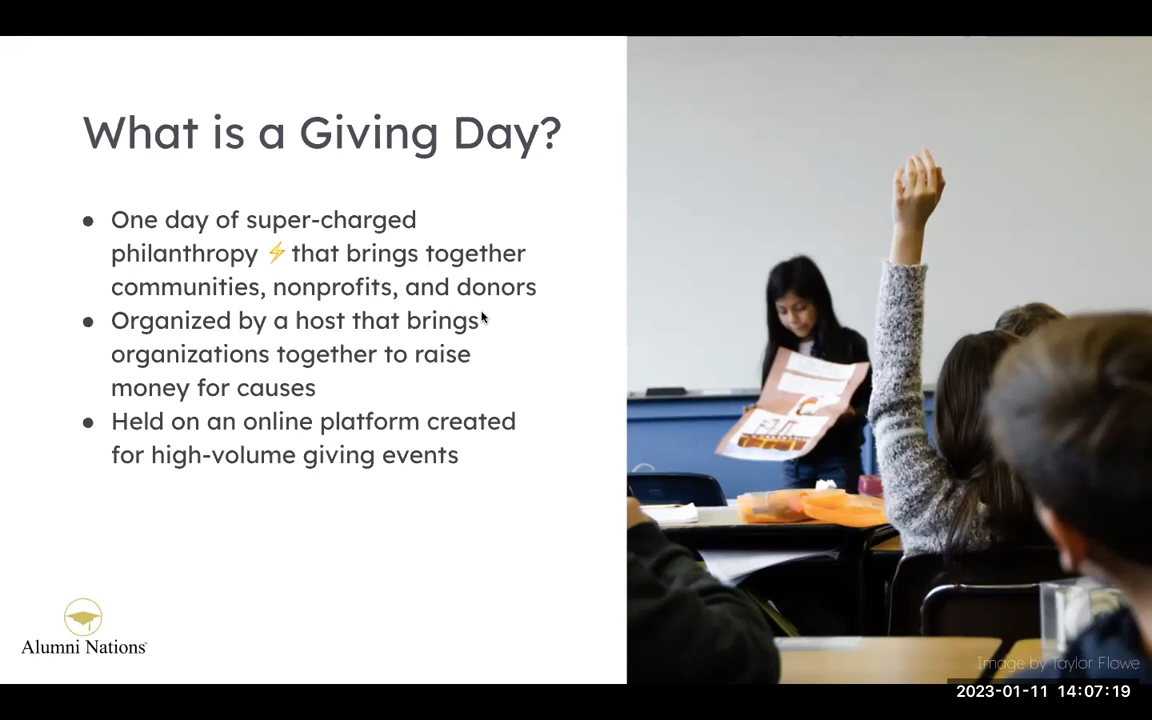 What is a Giving Day?
● One day of super-charged
philanthropy ⚡that brings together
communities, nonprofits, and donors
● Organized by a host that brings
organizations together to raise
money for causes
● Held on an online platform created
for high-volume giving events
Alumni Nations
Image by Taylor Flowe
2023-01-11 14:07:19